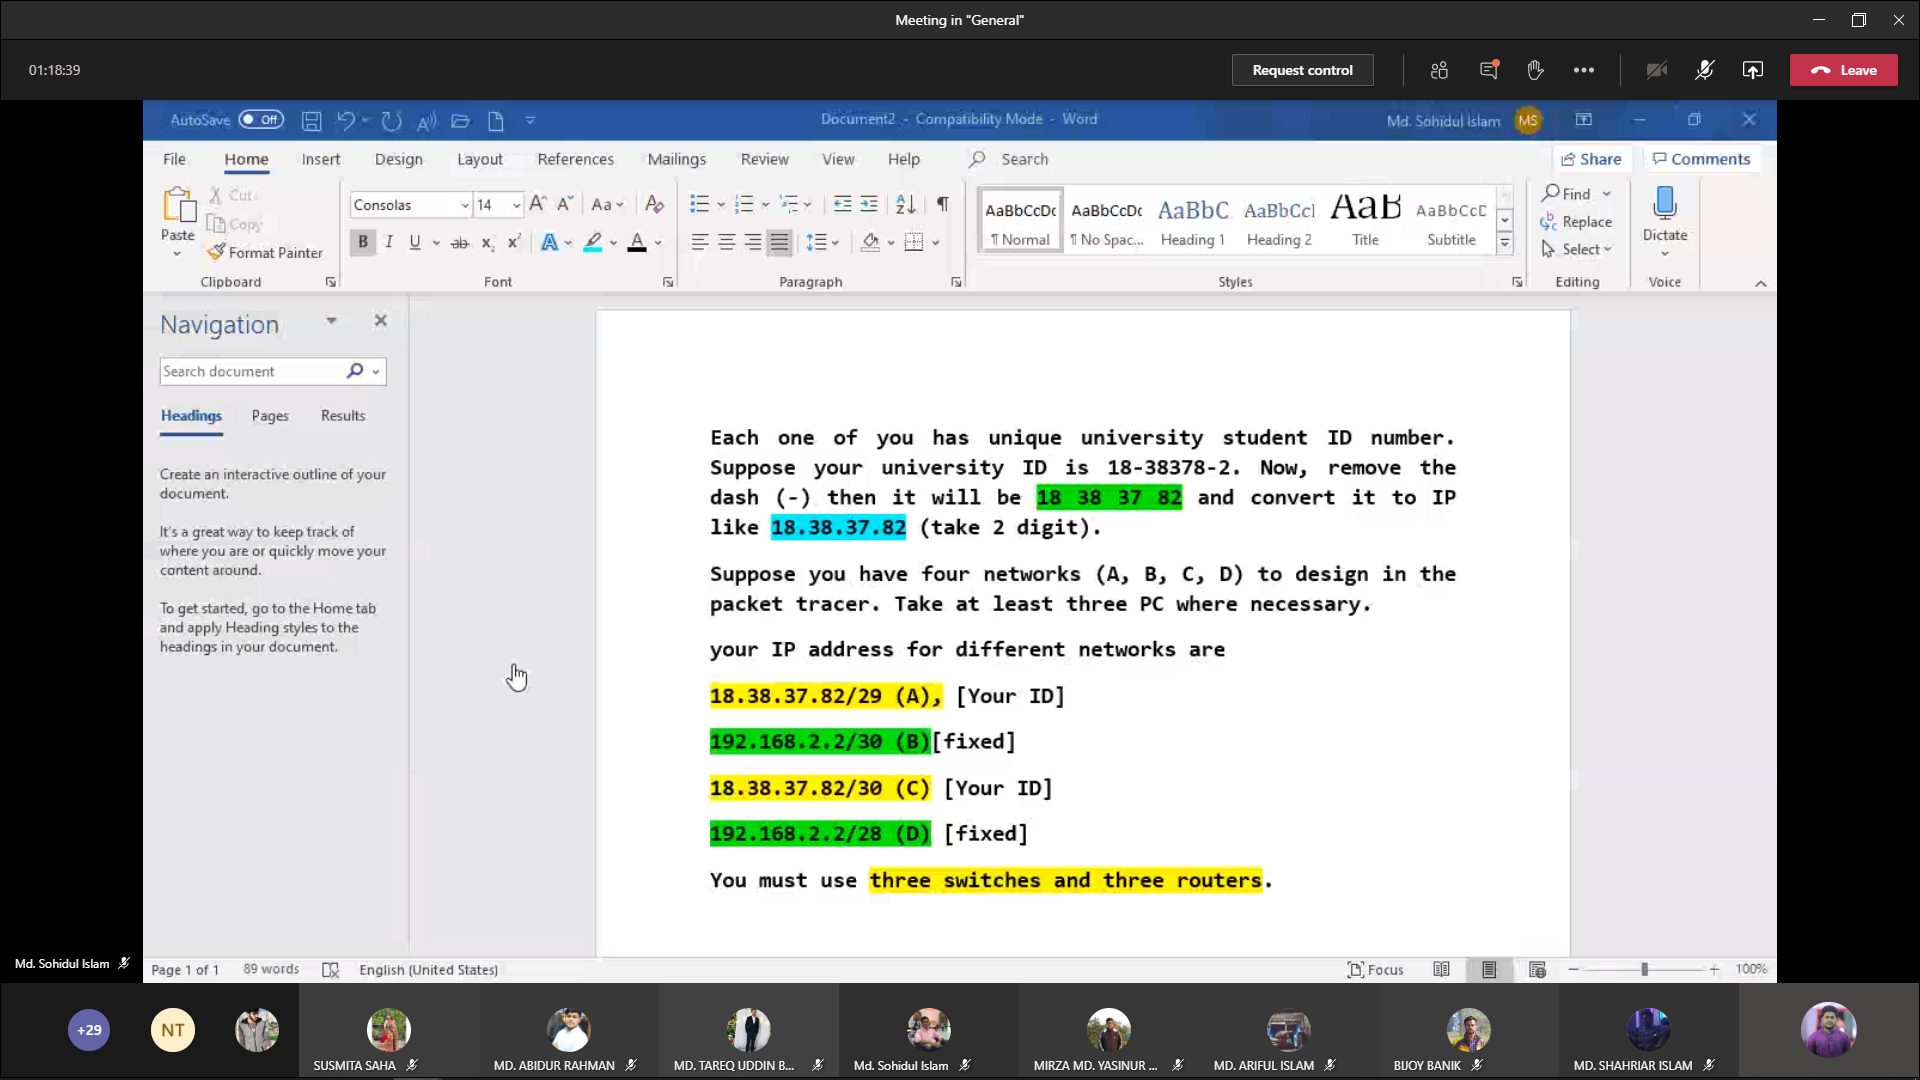 Meeting in "General"
01:18:39
Request control
Leave
AutoSave Off
Document2 - Compatibility Mode - Word
Md. Sohidul Islam MS
File Home Insert Design Layout References Mailings Review View Help Search
Share Comments
Paste
Cut
Copy
Format Painter
Clipboard
Consolas 14
Font
Paragraph
AaBbCcDc AaBbCcDc AaBbC AaBbCcI AaB AaBbCcD
¶ Normal ¶ No Spac... Heading 1 Heading 2 Title Subtitle
Styles
Find
Replace
Select
Editing
Dictate
Voice
Navigation
Search document
Headings Pages Results
Create an interactive outline of your
document.
It's a great way to keep track of
where you are or quickly move your
content around.
To get started, go to the Home tab
and apply Heading styles to the
headings in your document.
Each one of you has unique university student ID number.
Suppose your university ID is 18-38378-2. Now, remove the
dash (-) then it will be 18 38 37 82 and convert it to IP
like 18.38.37.82 (take 2 digit).
Suppose you have four networks (A, B, C, D) to design in the
packet tracer. Take at least three PC where necessary.
your IP address for different networks are
18.38.37.82/29 (A), [Your ID]
192.168.2.2/30 (B)[fixed]
18.38.37.82/30 (C) [Your ID]
192.168.2.2/28 (D) [fixed]
You must use three switches and three routers.
Md. Sohidul Islam
Page 1 of 1 89 words English (United States)
Focus
100%
+29
NT
SUSMITA SAHA
MD. ABIDUR RAHMAN
MD. TAREQ UDDIN B...
Md. Sohidul Islam
MIRZA MD. YASINUR ...
MD. ARIFUL ISLAM
BIJOY BANIK
MD. SHAHRIAR ISLAM